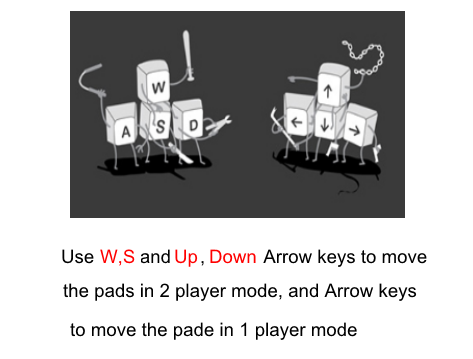 W ↑
A S D ← ↓ →
Use W,S and Up , Down Arrow keys to move
the pads in 2 player mode, and Arrow keys
to move the pade in 1 player mode